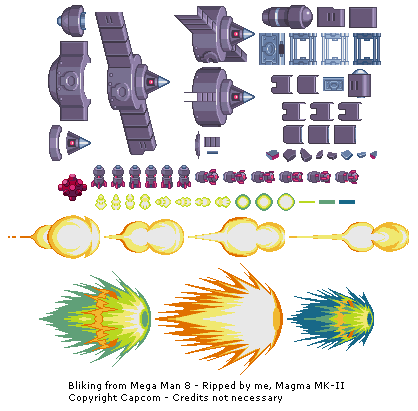 Bliking from Mega Man 8 - Ripped by me, Magma MK-II
Copyright Capcom - Credits not necessary